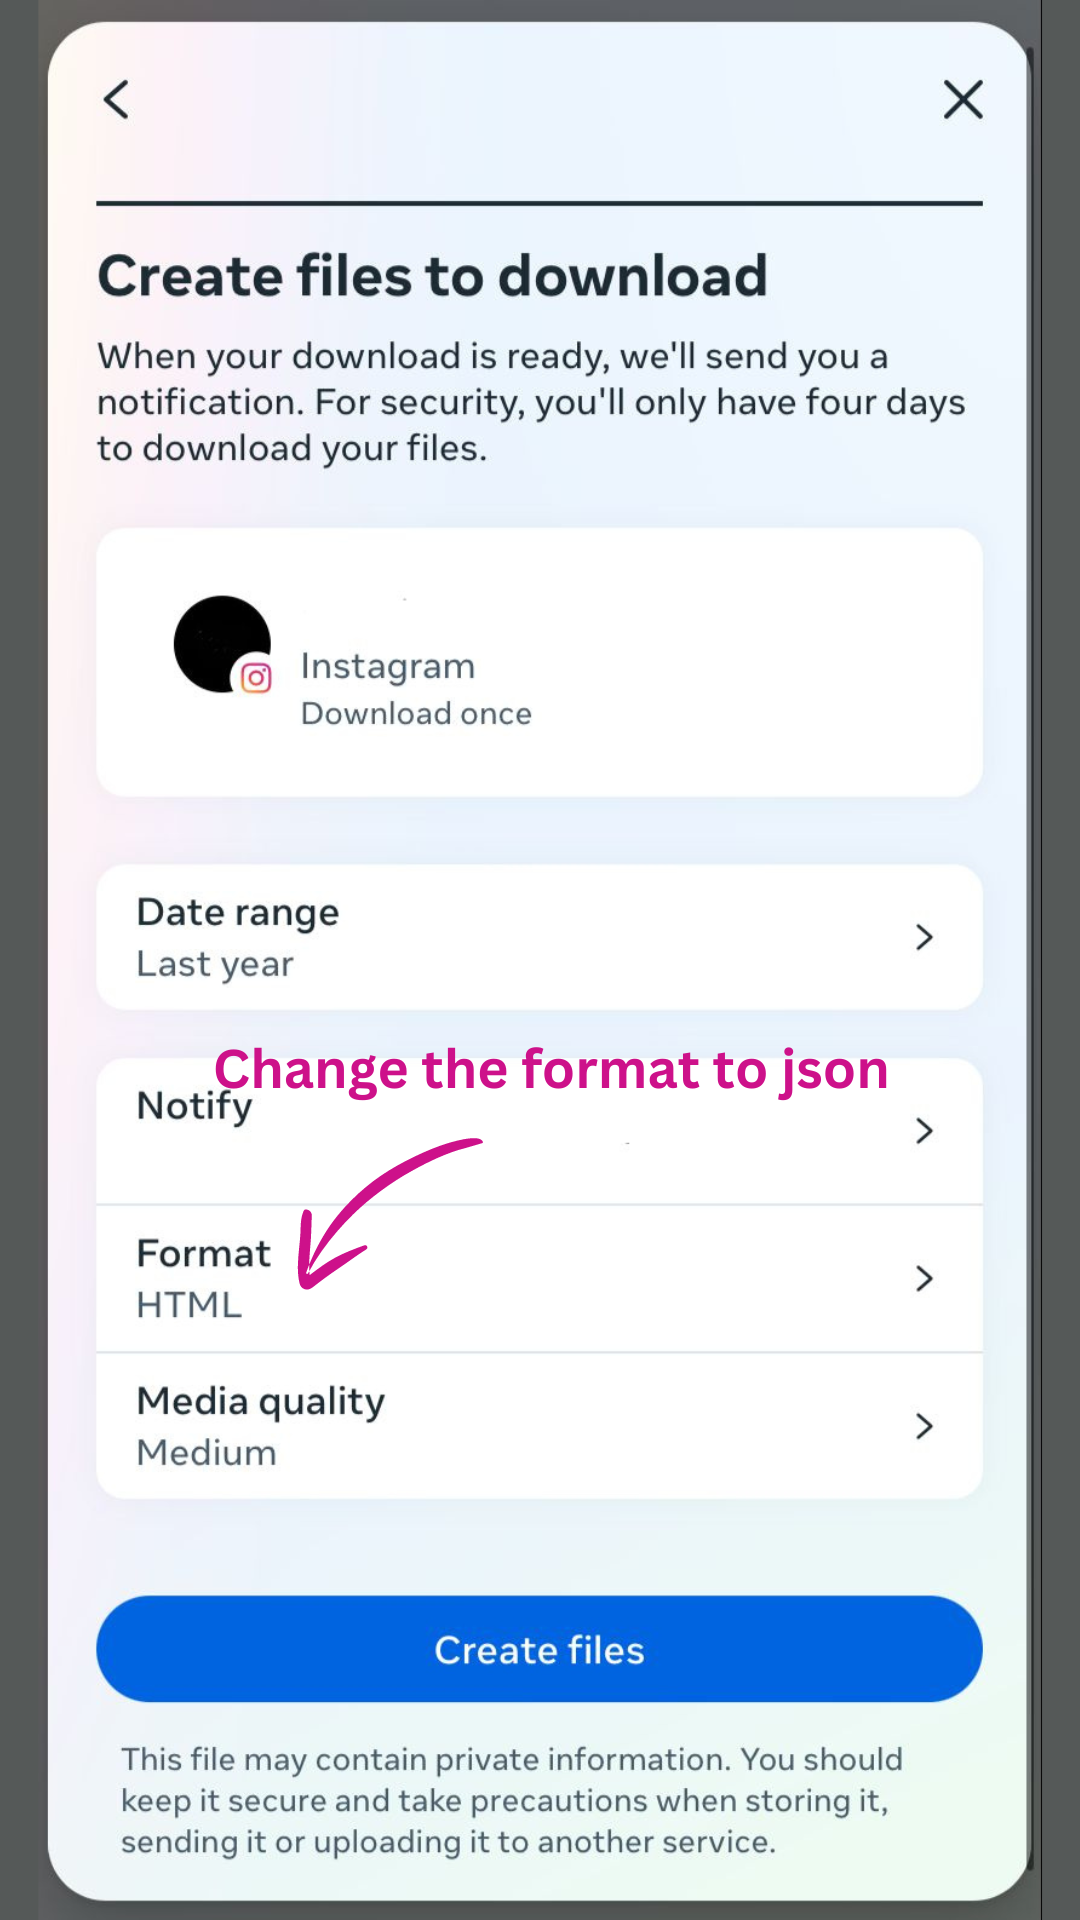 Create files to download
When your download is ready, we'll send you a
notification. For security, you'll only have four days
to download your files.
Instagram
Download once
Date range
Last year
Change the format to json
Notify
Format
HTML
Media quality
Medium
Create files
This file may contain private information. You should
keep it secure and take precautions when storing it,
sending it or uploading it to another service.